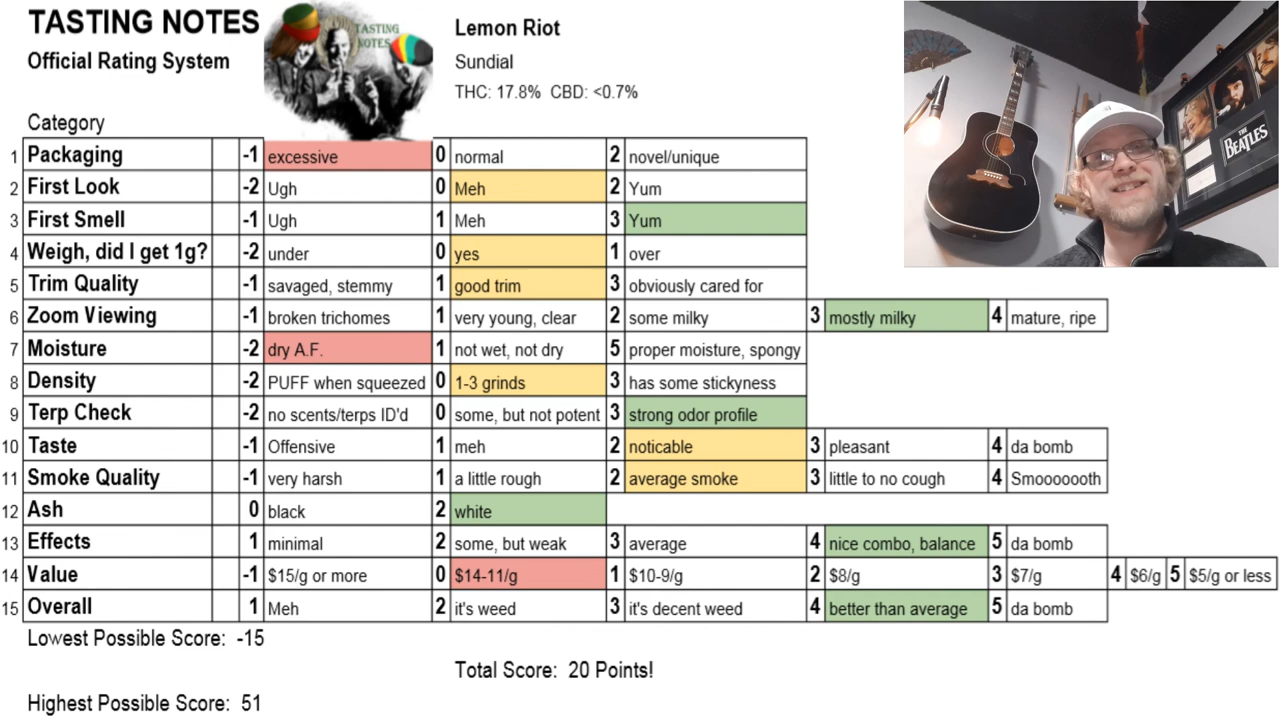 TASTING NOTES
Official Rating System
TASTING
NOTES
Lemon Riot
Sundial
THC: 17.8% CBD: <0.7%
THE
BEATLES
Category
1 Packaging -1 excessive 0 normal 2 novel/unique
2 First Look -2 Ugh 0 Meh 2 Yum
3 First Smell -1 Ugh 1 Meh 3 Yum
4 Weigh, did I get 1g? -2 under 0 yes 1 over
5 Trim Quality -1 savaged, stemmy 1 good trim 3 obviously cared for
6 Zoom Viewing -1 broken trichomes 1 very young, clear 2 some milky 3 mostly milky 4 mature, ripe
7 Moisture -2 dry A.F. 1 not wet, not dry 5 proper moisture, spongy
8 Density -2 PUFF when squeezed 0 1-3 grinds 3 has some stickyness
9 Terp Check -2 no scents/terps ID'd 0 some, but not potent 3 strong odor profile
10 Taste -1 Offensive 1 meh 2 noticable 3 pleasant 4 da bomb
11 Smoke Quality -1 very harsh 1 a little rough 2 average smoke 3 little to no cough 4 Smooooooth
12 Ash 0 black 2 white
13 Effects 1 minimal 2 some, but weak 3 average 4 nice combo, balance 5 da bomb
14 Value -1 $15/g or more 0 $14-11/g 1 $10-9/g 2 $8/g 3 $7/g 4 $6/g 5 $5/g or less
15 Overall 1 Meh 2 it's weed 3 it's decent weed 4 better than average 5 da bomb
Lowest Possible Score: -15
Total Score: 20 Points!
Highest Possible Score: 51